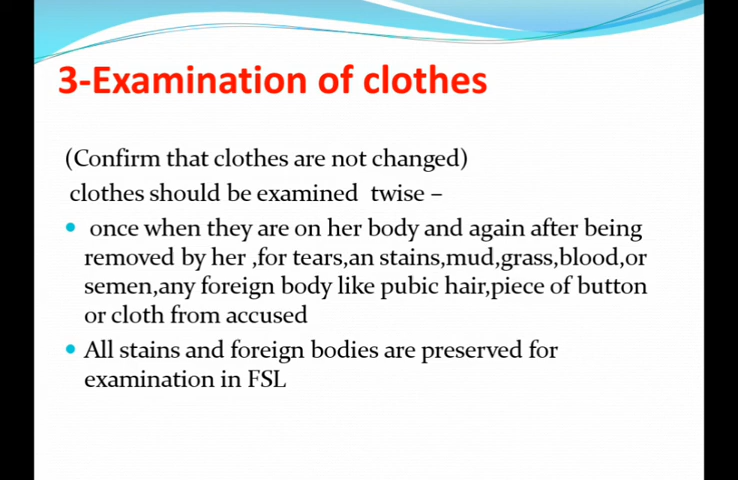 3-Examination of clothes
(Confirm that clothes are not changed)
clothes should be examined twise –
once when they are on her body and again after being
removed by her ,for tears,an stains,mud,grass,blood,or
semen,any foreign body like pubic hair,piece of button
or cloth from accused
All stains and foreign bodies are preserved for
examination in FSL